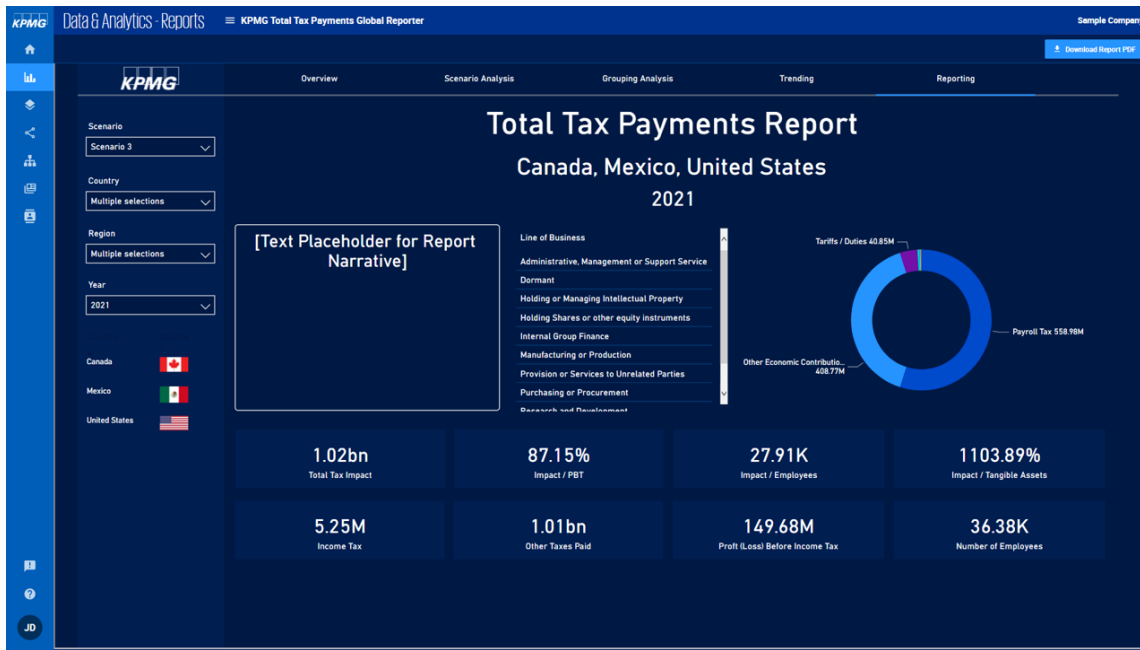 KPMG Data & Analytics - Reports KPMG Total Tax Payments Global Reporter Sample Company
Download Report PDF
KPMG Overview Scenario Analysis Grouping Analysis Trending Reporting
Scenario
Scenario 3
Country
Multiple selections
Region
Multiple selections
Year
2021
Canada
Mexico
United States
Total Tax Payments Report
Canada, Mexico, United States
2021
[Text Placeholder for Report
Narrative]
Line of Business
Administrative, Management or Support Service
Dormant
Holding or Managing Intellectual Property
Holding Shares or other equity instruments
Internal Group Finance
Manufacturing or Production
Provision or Services to Unrelated Parties
Purchasing or Procurement
Research and Development
Tariffs / Duties 40.85M
Payroll Tax 558.98M
Other Economic Contributio...
408.77M
1.02bn
Total Tax Impact
87.15%
Impact / PBT
27.91K
Impact / Employees
1103.89%
Impact / Tangible Assets
5.25M
Income Tax
1.01bn
Other Taxes Paid
149.68M
Proft (Loss) Before Income Tax
36.38K
Number of Employees
JD